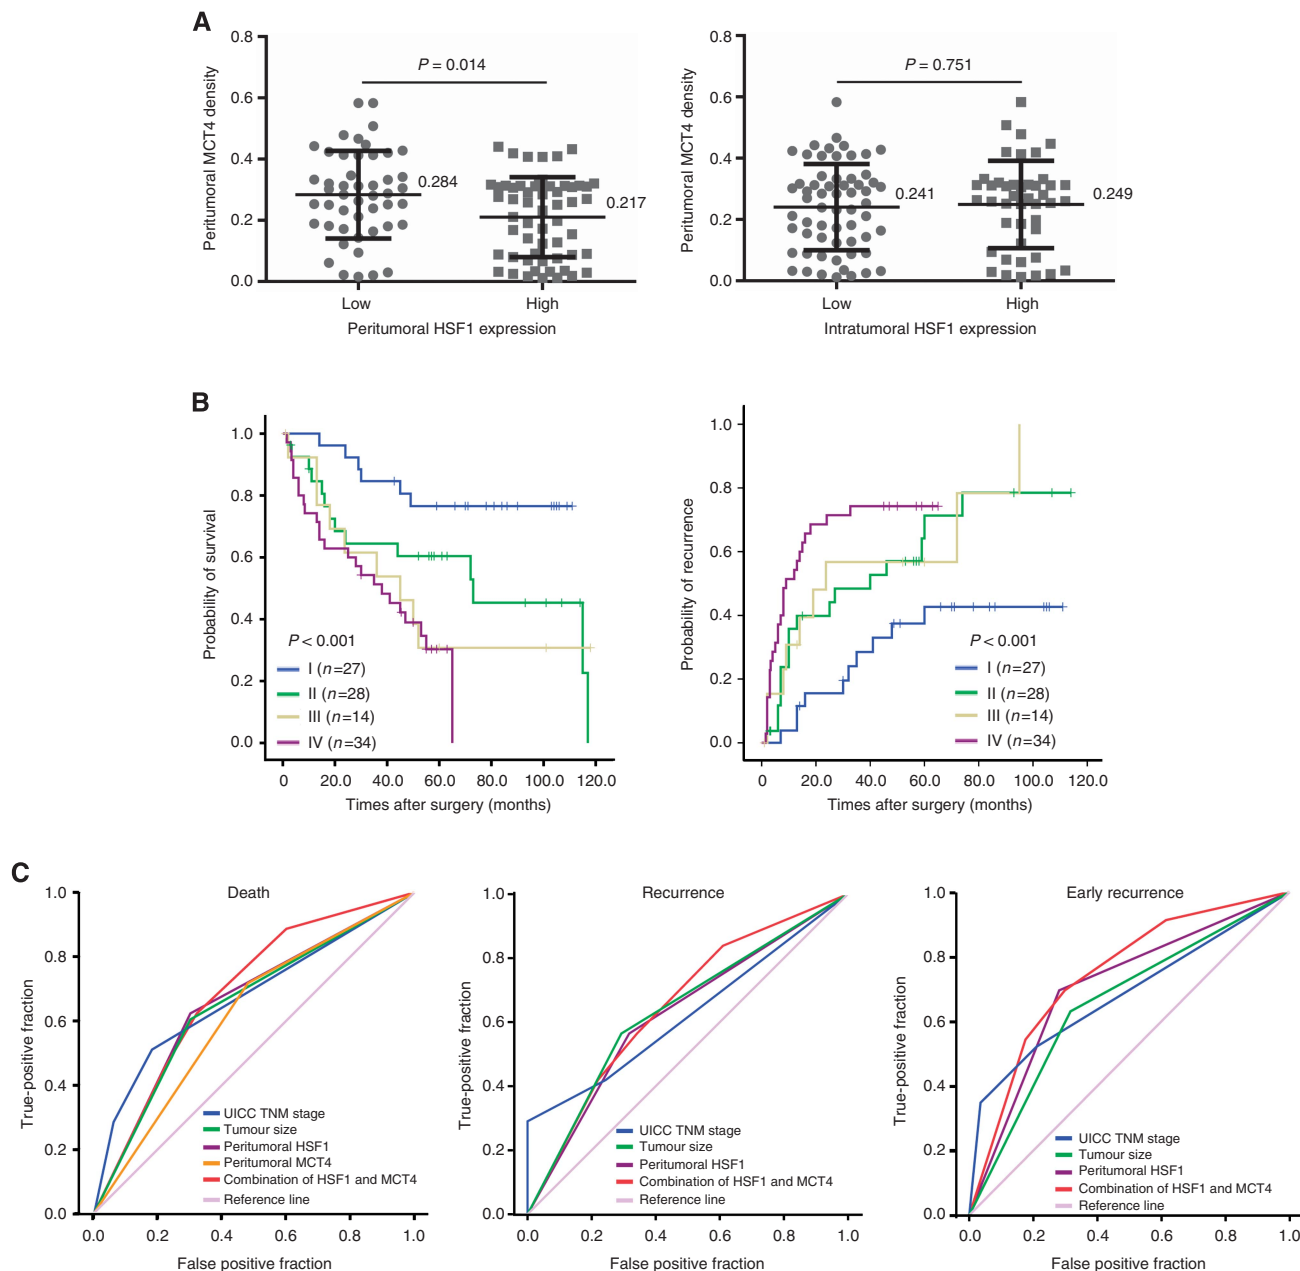 A
0.8
0.6
0.4
0.2
0.0
Peritumoral MCT4 density
P = 0.014
0.284
0.217
Low
High
Peritumoral HSF1 expression
0.8
0.6
0.4
0.2
0.0
Peritumoral MCT4 density
P = 0.751
0.241
0.249
Low
High
Intratumoral HSF1 expression
B
1.0
0.8
0.6
0.4
0.2
0.0
Probability of survival
P < 0.001
I (n=27)
II (n=28)
III (n=14)
IV (n=34)
0 20.0 40.0 60.0 80.0 100.0 120.0
Times after surgery (months)
1.0
0.8
0.6
0.4
0.2
0.0
Probability of recurrence
P < 0.001
I (n=27)
II (n=28)
III (n=14)
IV (n=34)
0 20.0 40.0 60.0 80.0 100.0 120.0
Times after surgery (months)
C
Death
1.0
0.8
0.6
0.4
0.2
0.0
True-positive fraction
UICC TNM stage
Tumour size
Peritumoral HSF1
Peritumoral MCT4
Combination of HSF1 and MCT4
Reference line
0.0 0.2 0.4 0.6 0.8 1.0
False positive fraction
Recurrence
1.0
0.8
0.6
0.4
0.2
0.0
True-positive fraction
UICC TNM stage
Tumour size
Peritumoral HSF1
Combination of HSF1 and MCT4
Reference line
0.0 0.2 0.4 0.6 0.8 1.0
False positive fraction
Early recurrence
1.0
0.8
0.6
0.4
0.2
0.0
True-positive fraction
UICC TNM stage
Tumour size
Peritumoral HSF1
Combination of HSF1 and MCT4
Reference line
0.0 0.2 0.4 0.6 0.8 1.0
False positive fraction